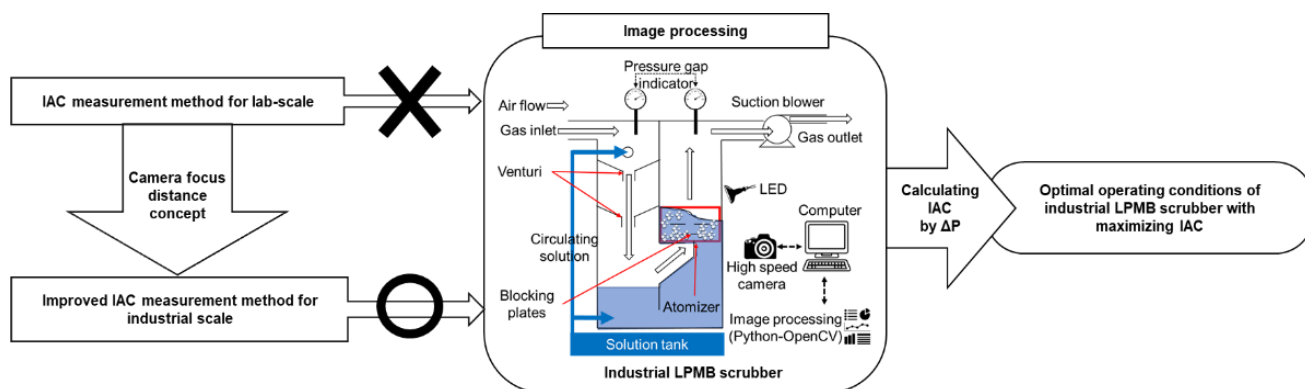 Image processing
IAC measurement method for lab-scale
Camera focus
distance
concept
Improved IAC measurement method for
industrial scale
Pressure gap
indicator
Air flow
Gas inlet
Suction blower
Gas outlet
Venturi
LED
Computer
Circulating
solution
High speed
camera
Blocking
plates
Atomizer
Image processing
(Python-OpenCV)
Solution tank
Industrial LPMB scrubber
Calculating
IAC
by ΔP
Optimal operating conditions of
industrial LPMB scrubber with
maximizing IAC